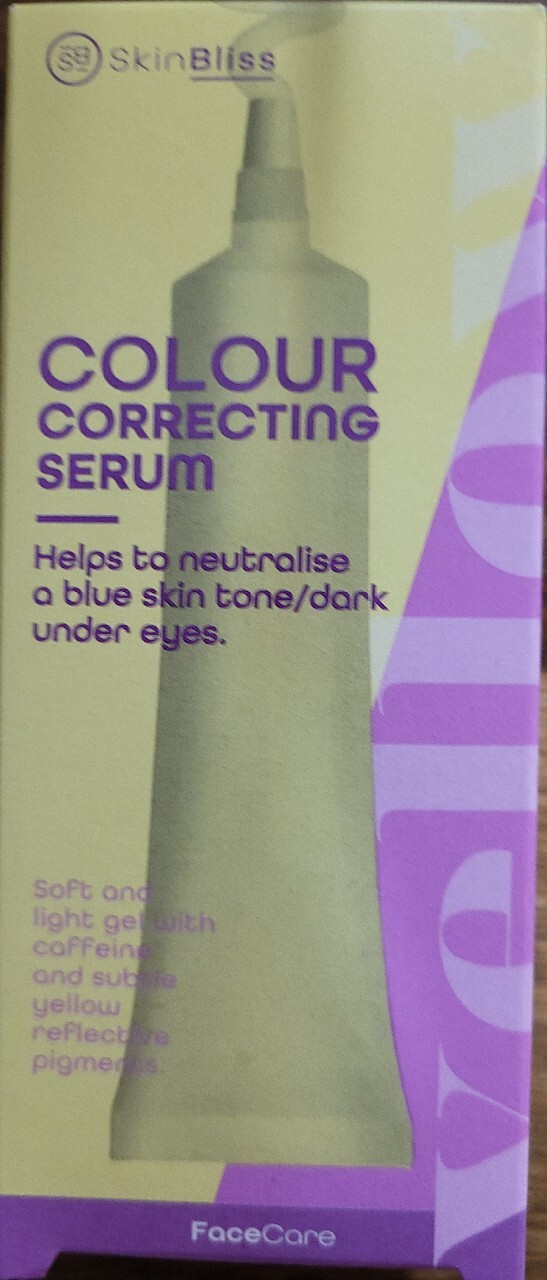 SkinBliss
COLOUR
CORRECTING
SERUM
Helps to neutralise
a blue skin tone/dark
under eyes.
Soft and
light gel with
caffeine
and subtle
yellow
reflective
pigments.
FaceCare
yellow